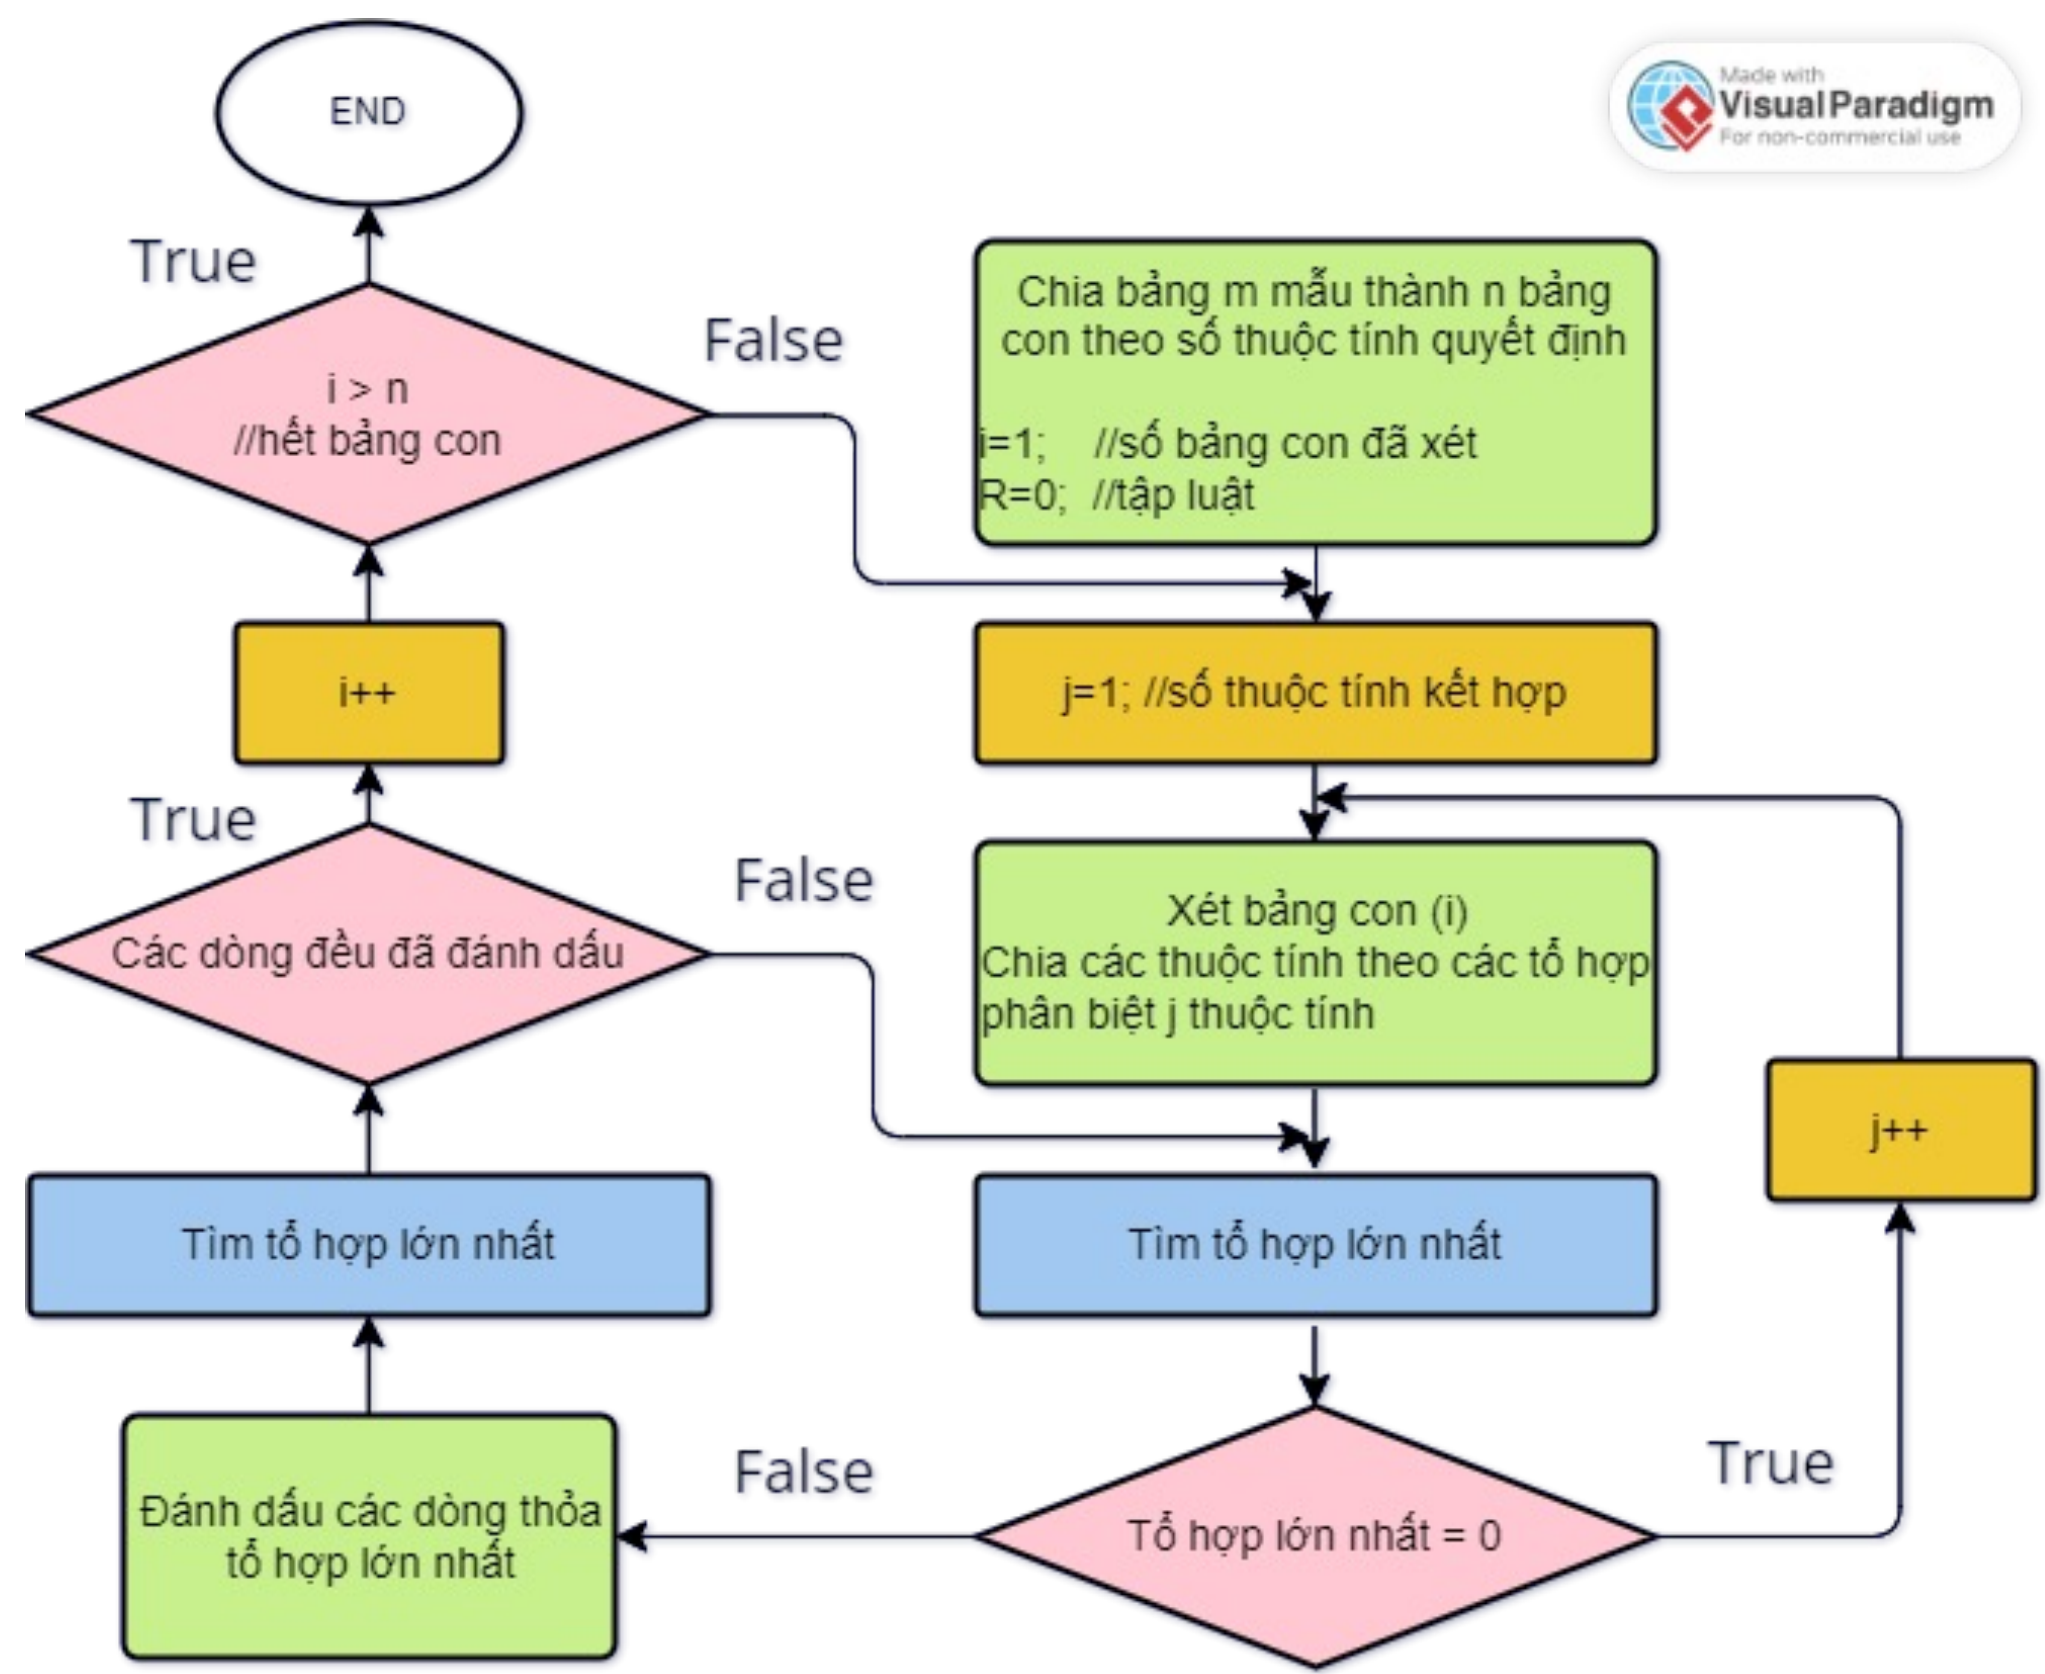 END
Made with
Visual Paradigm
For non-commercial use
True
False
i > n
//hết bảng con
Chia bảng m mẫu thành n bảng
con theo số thuộc tính quyết định
i=1; //số bảng con đã xét
R=0; //tập luật
i++
j=1; //số thuộc tính kết hợp
True
False
Các dòng đều đã đánh dấu
Xét bảng con (i)
Chia các thuộc tính theo các tổ hợp
phân biệt j thuộc tính
j++
Tìm tổ hợp lớn nhất
Tìm tổ hợp lớn nhất
False
True
Đánh dấu các dòng thỏa
tổ hợp lớn nhất
Tổ hợp lớn nhất = 0